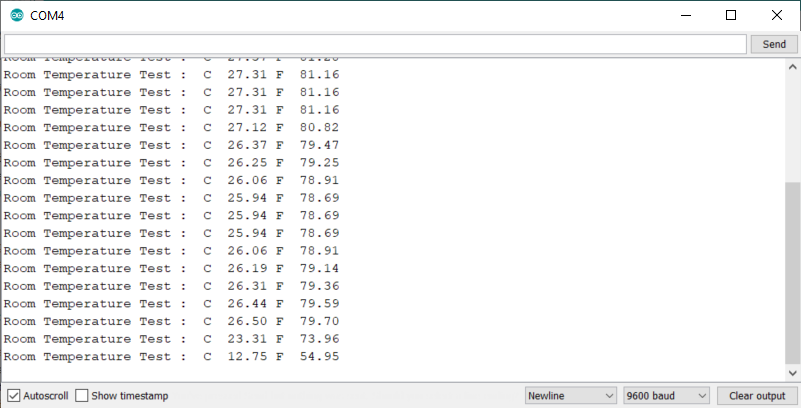 COM4
Send
Room Temperature Test :  C  27.31 F  81.16
Room Temperature Test :  C  27.31 F  81.16
Room Temperature Test :  C  27.31 F  81.16
Room Temperature Test :  C  27.12 F  80.82
Room Temperature Test :  C  26.37 F  79.47
Room Temperature Test :  C  26.25 F  79.25
Room Temperature Test :  C  26.06 F  78.91
Room Temperature Test :  C  25.94 F  78.69
Room Temperature Test :  C  25.94 F  78.69
Room Temperature Test :  C  25.94 F  78.69
Room Temperature Test :  C  26.06 F  78.91
Room Temperature Test :  C  26.19 F  79.14
Room Temperature Test :  C  26.31 F  79.36
Room Temperature Test :  C  26.44 F  79.59
Room Temperature Test :  C  26.50 F  79.70
Room Temperature Test :  C  23.31 F  73.96
Room Temperature Test :  C  12.75 F  54.95
Autoscroll Show timestamp Newline 9600 baud Clear output